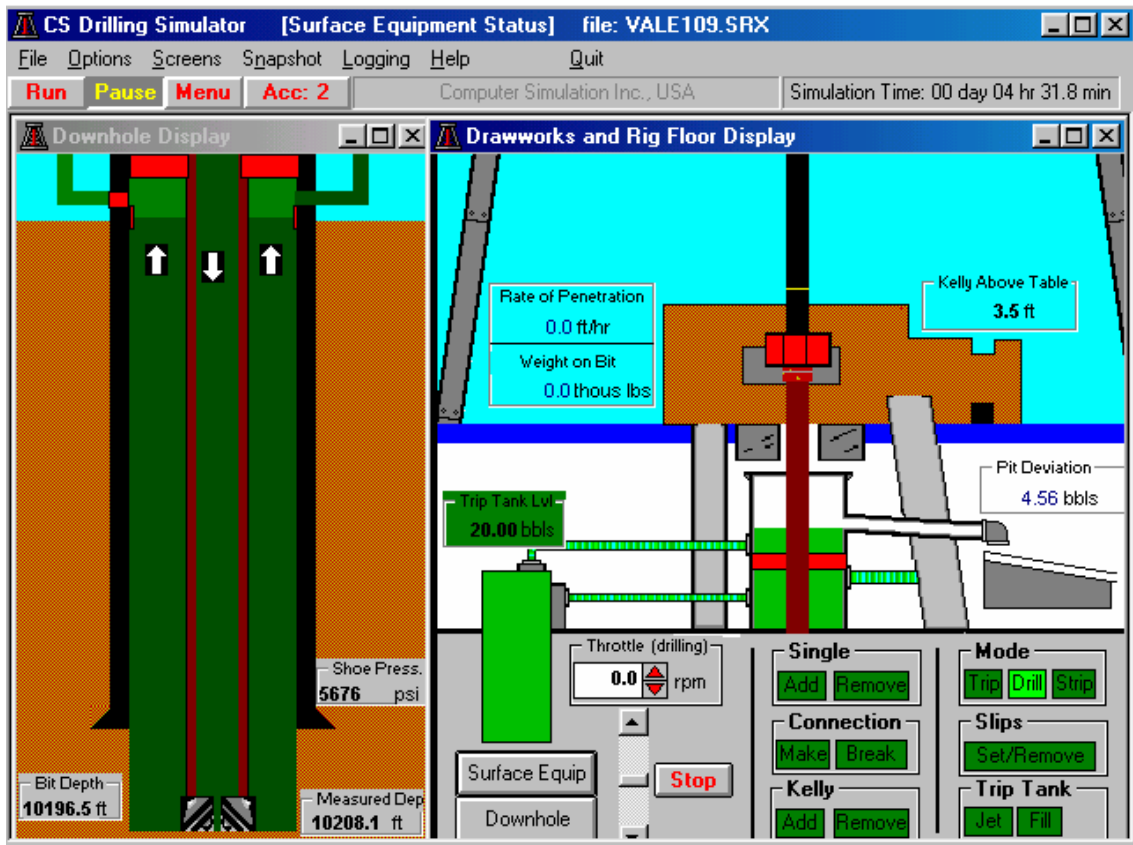 CS Drilling Simulator [Surface Equipment Status] file: VALE109.SRX
File Options Screens Snapshot Logging Help Quit
Run Pause Menu Acc: 2 Computer Simulation Inc., USA Simulation Time: 00 day 04 hr 31.8 min
Downhole Display
Shoe Press.
5676 psi
Bit Depth
10196.5 ft
Measured Dep
10208.1 ft
Drawworks and Rig Floor Display
Rate of Penetration
0.0 ft/hr
Weight on Bit
0.0 thous lbs
Kelly Above Table
3.5 ft
Pit Deviation
4.56 bbls
Trip Tank Lvl
20.00 bbls
Throttle (drilling)
0.0 rpm
Surface Equip
Downhole
Stop
Single
Add Remove
Connection
Make Break
Kelly
Add Remove
Mode
Trip Drill Strip
Slips
Set/Remove
Trip Tank
Jet Fill